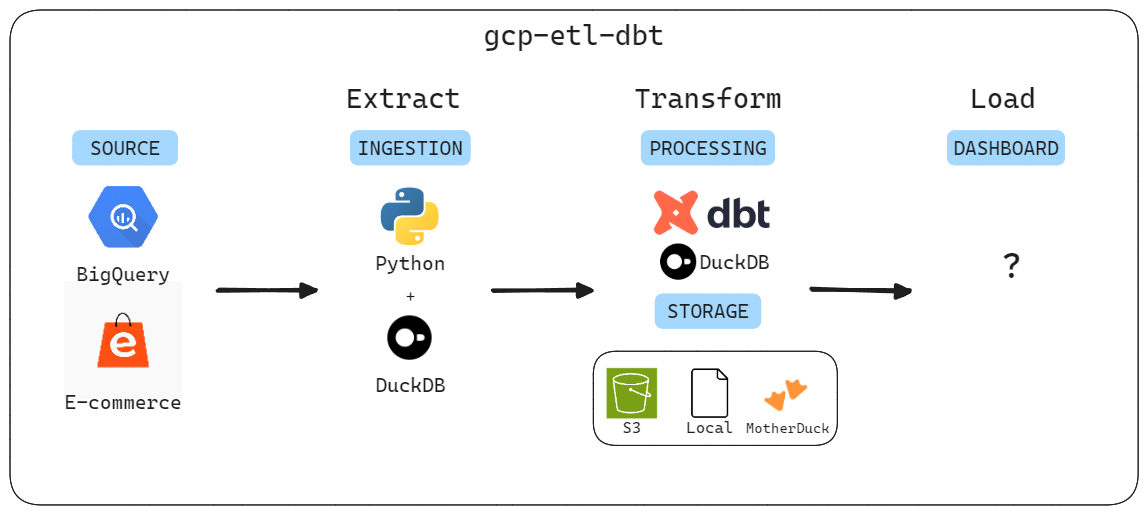 gcp-etl-dbt
Extract
Transform
Load
SOURCE
INGESTION
PROCESSING
DASHBOARD
BigQuery
e
E-commerce
Python
+
DuckDB
dbt
DuckDB
STORAGE
S3
Local
MotherDuck
?